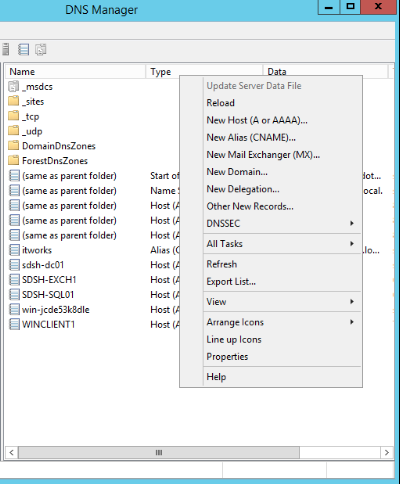 DNS Manager
Name Type Data
_msdcs
_sites
_tcp
_udp
DomainDnsZones
ForestDnsZones
(same as parent folder) Start of dot...
(same as parent folder) Name S ocal.
(same as parent folder) Host (A
(same as parent folder) Host (A
(same as parent folder) Host (A
itworks Alias (C .lo...
sdsh-dc01 Host (A
SDSH-EXCH1 Host (A
SDSH-SQL01 Host (A
win-jcde53k8dle Host (A
WINCLIENT1 Host (A
Update Server Data File
Reload
New Host (A or AAAA)...
New Alias (CNAME)...
New Mail Exchanger (MX)...
New Domain...
New Delegation...
Other New Records...
DNSSEC
All Tasks
Refresh
Export List...
View
Arrange Icons
Line up Icons
Properties
Help